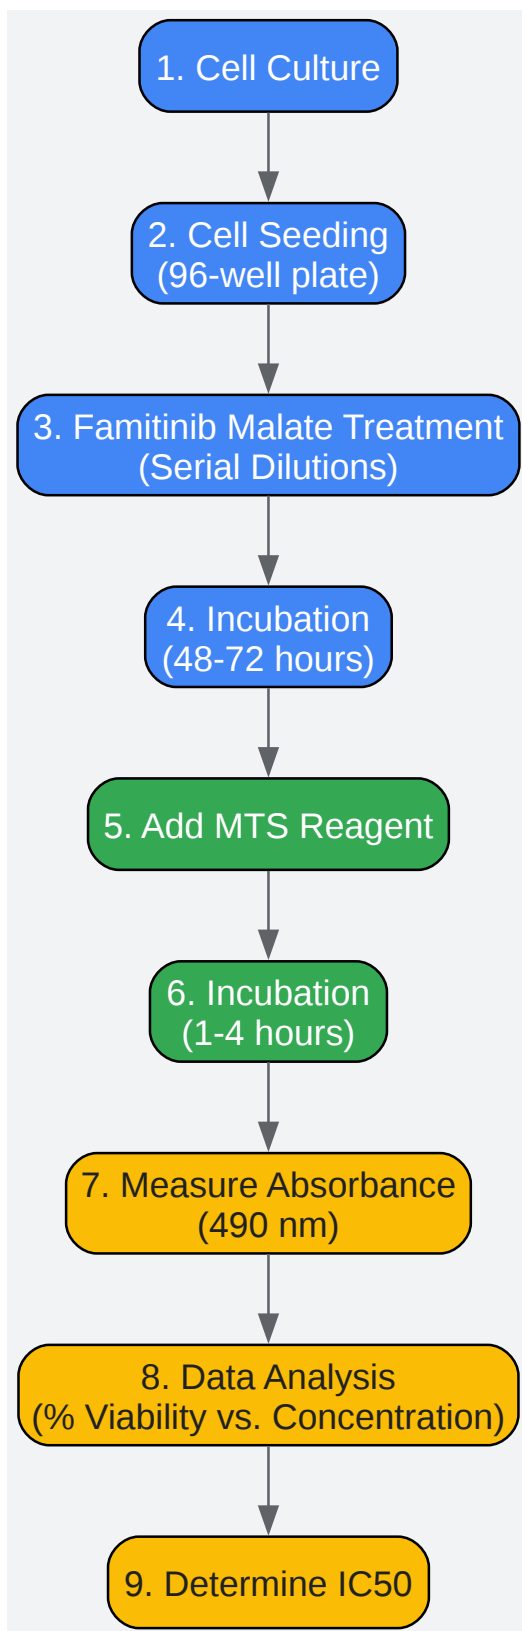 1. Cell Culture
2. Cell Seeding
(96-well plate)
3. Famitinib Malate Treatment
(Serial Dilutions)
4. Incubation
(48-72 hours)
5. Add MTS Reagent
6. Incubation
(1-4 hours)
7. Measure Absorbance
(490 nm)
8. Data Analysis
(% Viability vs. Concentration)
9. Determine IC50